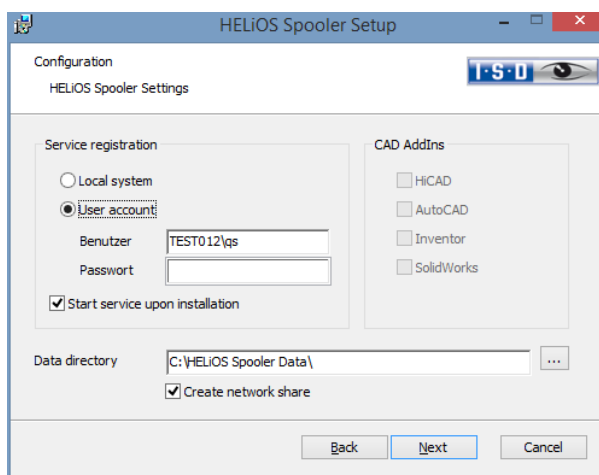 HELiOS Spooler Setup
Configuration
HELiOS Spooler Settings
I·S·D
Service registration
Local system
User account
Benutzer TEST012\qs
Passwort
Start service upon installation
CAD AddIns
HiCAD
AutoCAD
Inventor
SolidWorks
Data directory C:\HELiOS Spooler Data\ ...
Create network share
Back Next Cancel